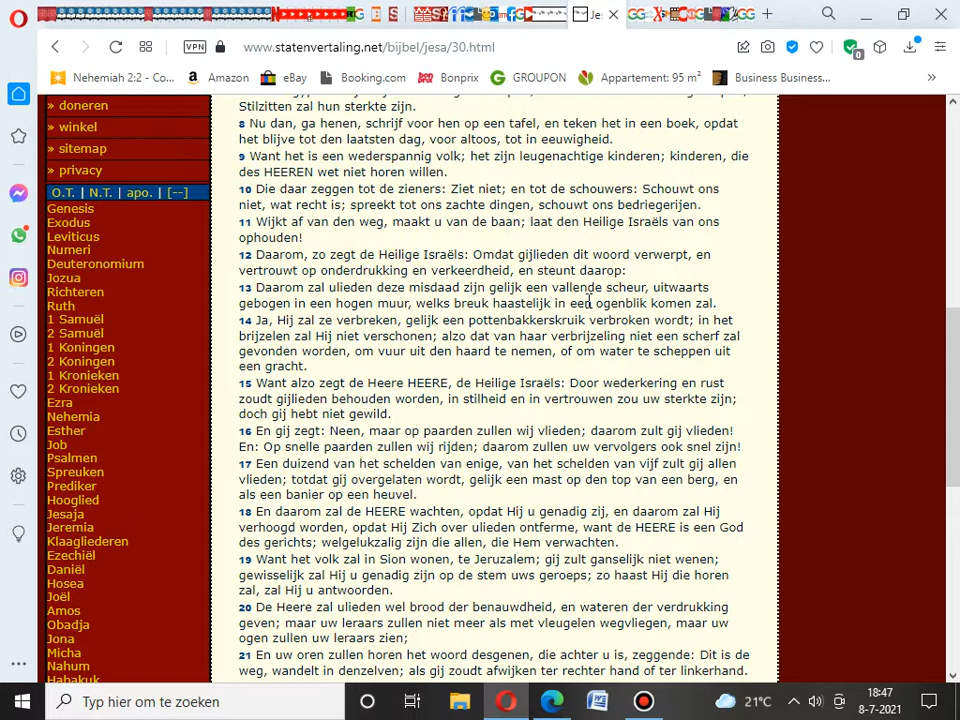 www.statenvertaling.net/bijbel/jesa/30.html
VPN
0
Nehemiah 2:2 - Co...
Amazon
eBay
Booking.com
Bonprix
GROUPON
Appartement: 95 m²
Business Business...
»
» doneren
» winkel
» sitemap
» privacy
O.T. | N.T. | apo. | [--]
Genesis
Exodus
Leviticus
Numeri
Deuteronomium
Jozua
Richteren
Ruth
1 Samuël
2 Samuël
1 Koningen
2 Koningen
1 Kronieken
2 Kronieken
Ezra
Nehemia
Esther
Job
Psalmen
Spreuken
Prediker
Hooglied
Jesaja
Jeremia
Klaagliederen
Ezechiël
Daniël
Hosea
Joël
Amos
Obadja
Jona
Micha
Nahum
Habakuk
Stilzitten zal hun sterkte zijn.
8 Nu dan, ga henen, schrijf voor hen op een tafel, en teken het in een boek, opdat
het blijve tot den laatsten dag, voor altoos, tot in eeuwigheid.
9 Want het is een wederspannig volk; het zijn leugenachtige kinderen; kinderen, die
des HEEREN wet niet horen willen.
10 Die daar zeggen tot de zieners: Ziet niet; en tot de schouwers: Schouwt ons
niet, wat recht is; spreekt tot ons zachte dingen, schouwt ons bedriegerijen.
11 Wijkt af van den weg, maakt u van de baan; laat den Heilige Israëls van ons
ophouden!
12 Daarom, zo zegt de Heilige Israëls: Omdat gijlieden dit woord verwerpt, en
vertrouwt op onderdrukking en verkeerdheid, en steunt daarop:
13 Daarom zal ulieden deze misdaad zijn gelijk een vallende scheur, uitwaarts
gebogen in een hogen muur, welks breuk haastelijk in een ogenblik komen zal.
14 Ja, Hij zal ze verbreken, gelijk een pottenbakkerskruik verbroken wordt; in het
brijzelen zal Hij niet verschonen; alzo dat van haar verbrijzeling niet een scherf zal
gevonden worden, om vuur uit den haard te nemen, of om water te scheppen uit
een gracht.
15 Want alzo zegt de Heere HEERE, de Heilige Israëls: Door wederkering en rust
zoudt gijlieden behouden worden, in stilheid en in vertrouwen zou uw sterkte zijn;
doch gij hebt niet gewild.
16 En gij zegt: Neen, maar op paarden zullen wij vlieden; daarom zult gij vlieden!
En: Op snelle paarden zullen wij rijden; daarom zullen uw vervolgers ook snel zijn!
17 Een duizend van het schelden van enige, van het schelden van vijf zult gij allen
vlieden; totdat gij overgelaten wordt, gelijk een mast op den top van een berg, en
als een banier op een heuvel.
18 En daarom zal de HEERE wachten, opdat Hij u genadig zij, en daarom zal Hij
verhoogd worden, opdat Hij Zich over ulieden ontferme, want de HEERE is een God
des gerichts; welgelukzalig zijn die allen, die Hem verwachten.
19 Want het volk zal in Sion wonen, te Jeruzalem; gij zult ganselijk niet wenen;
gewisselijk zal Hij u genadig zijn op de stem uws geroeps; zo haast Hij die horen
zal, zal Hij u antwoorden.
20 De Heere zal ulieden wel brood der benauwdheid, en wateren der verdrukking
geven; maar uw leraars zullen niet meer als met vleugelen wegvliegen, maar uw
ogen zullen uw leraars zien;
21 En uw oren zullen horen het woord desgenen, die achter u is, zeggende: Dit is de
weg, wandelt in denzelven; als gij zoudt afwijken ter rechter hand of ter linkerhand.
Typ hier om te zoeken
21°C
18:47
8-7-2021